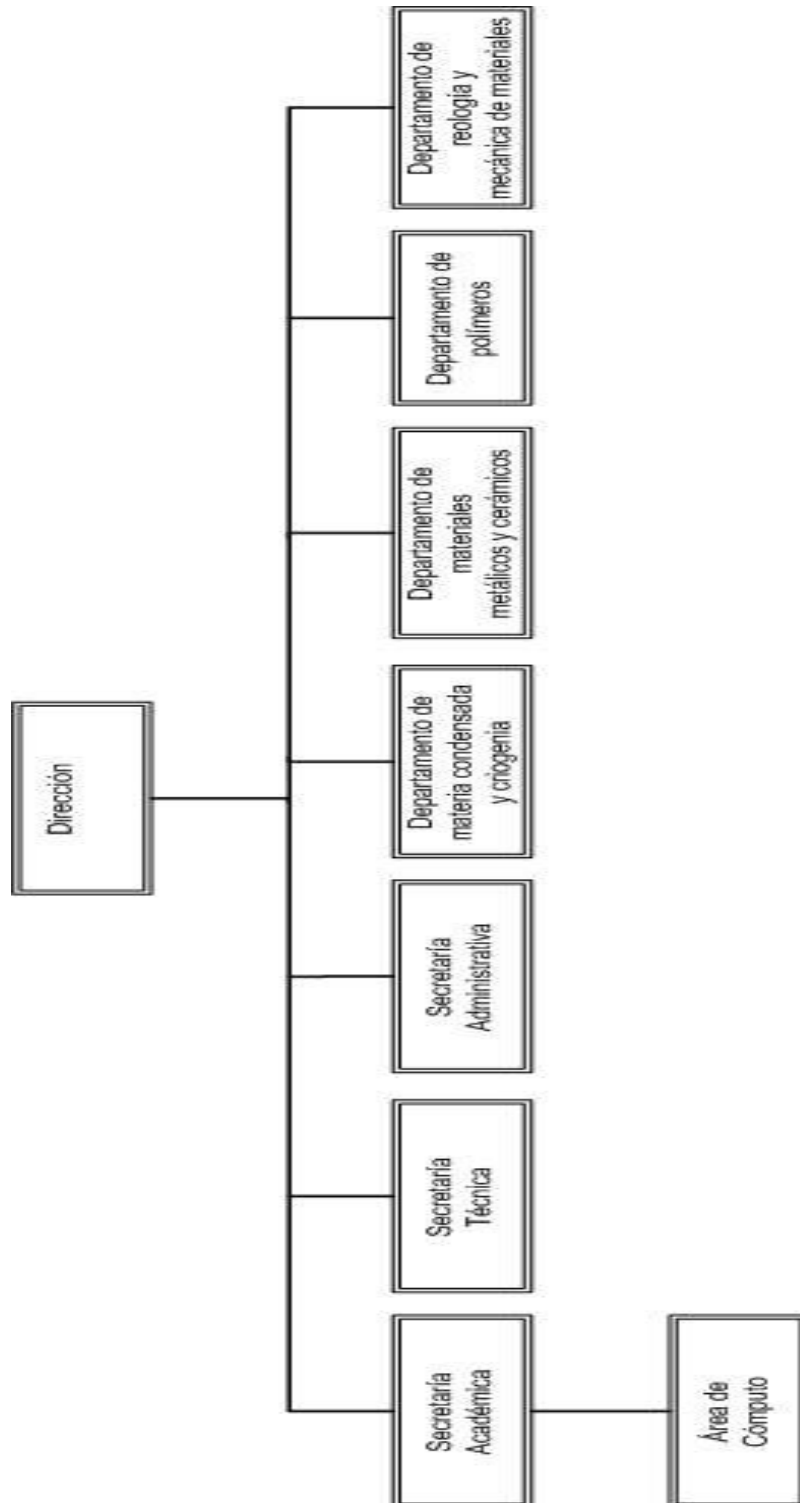 Dirección
Secretaría
Académica
Secretaría
Técnica
Secretaría
Administrativa
Departamento de
materia condensada
y criogenia
Departamento de
materiales
metálicos y cerámicos
Departamento de
polímeros
Departamento de
reologia y
mecánica de materiales
Área de
Cómputo